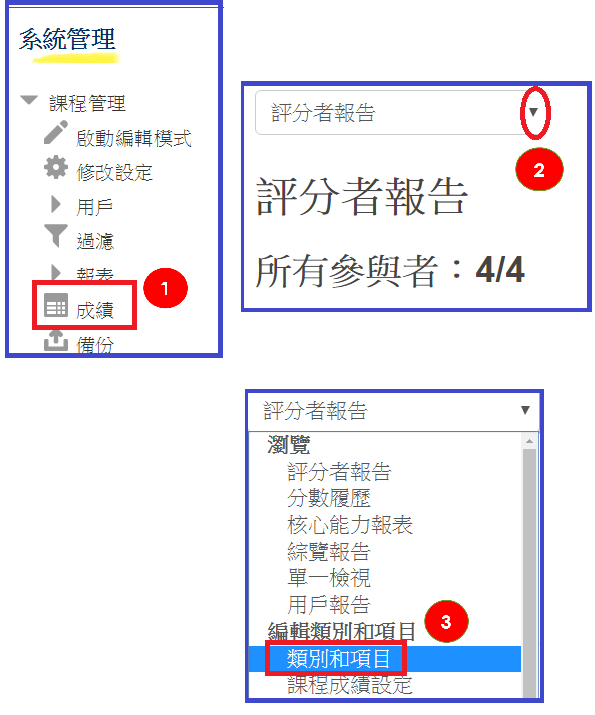 系統管理
課程管理
啟動編輯模式
修改設定
用戶
過濾
報表
成績
1
備份
評分者報告
▼
2
評分者報告
所有參與者：4/4
評分者報告
▼
瀏覽
評分者報告
分數履歷
核心能力報表
綜覽報告
單一檢視
用戶報告
編輯類別和項目
3
類別和項目
課程成績設定